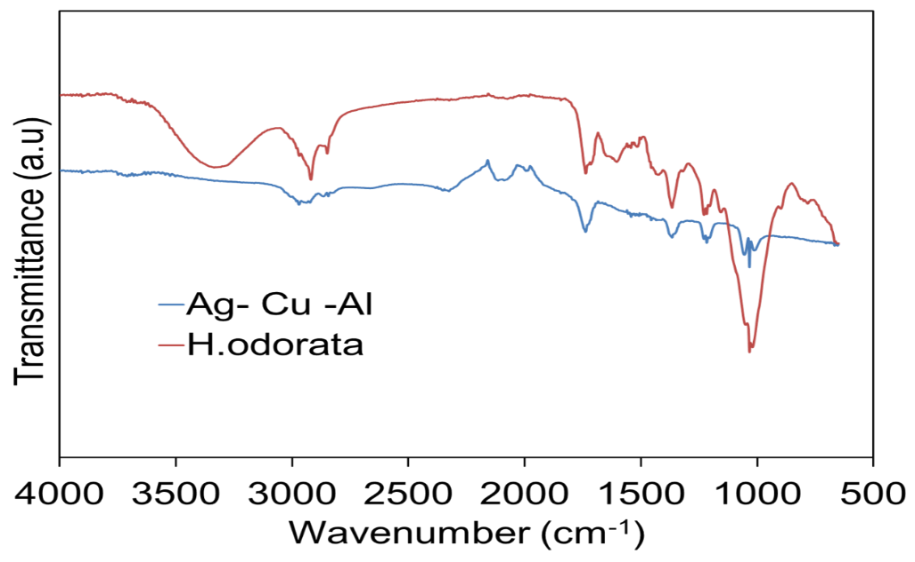 Transmittance (a.u)
Ag- Cu -Al
H.odorata
4000 3500 3000 2500 2000 1500 1000 500
Wavenumber (cm⁻¹)